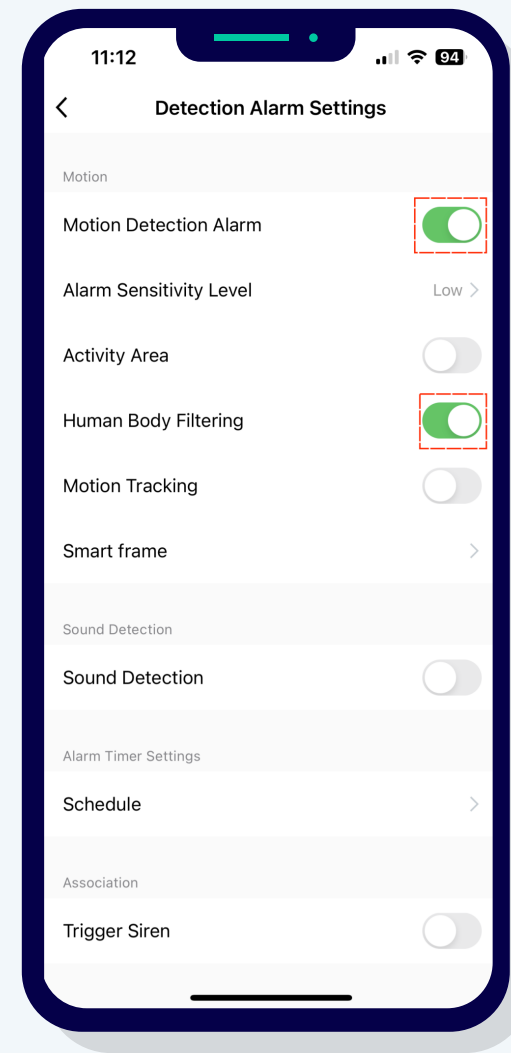 11:12
94
Detection Alarm Settings
Motion
Motion Detection Alarm
Alarm Sensitivity Level Low
Activity Area
Human Body Filtering
Motion Tracking
Smart frame
Sound Detection
Sound Detection
Alarm Timer Settings
Schedule
Association
Trigger Siren